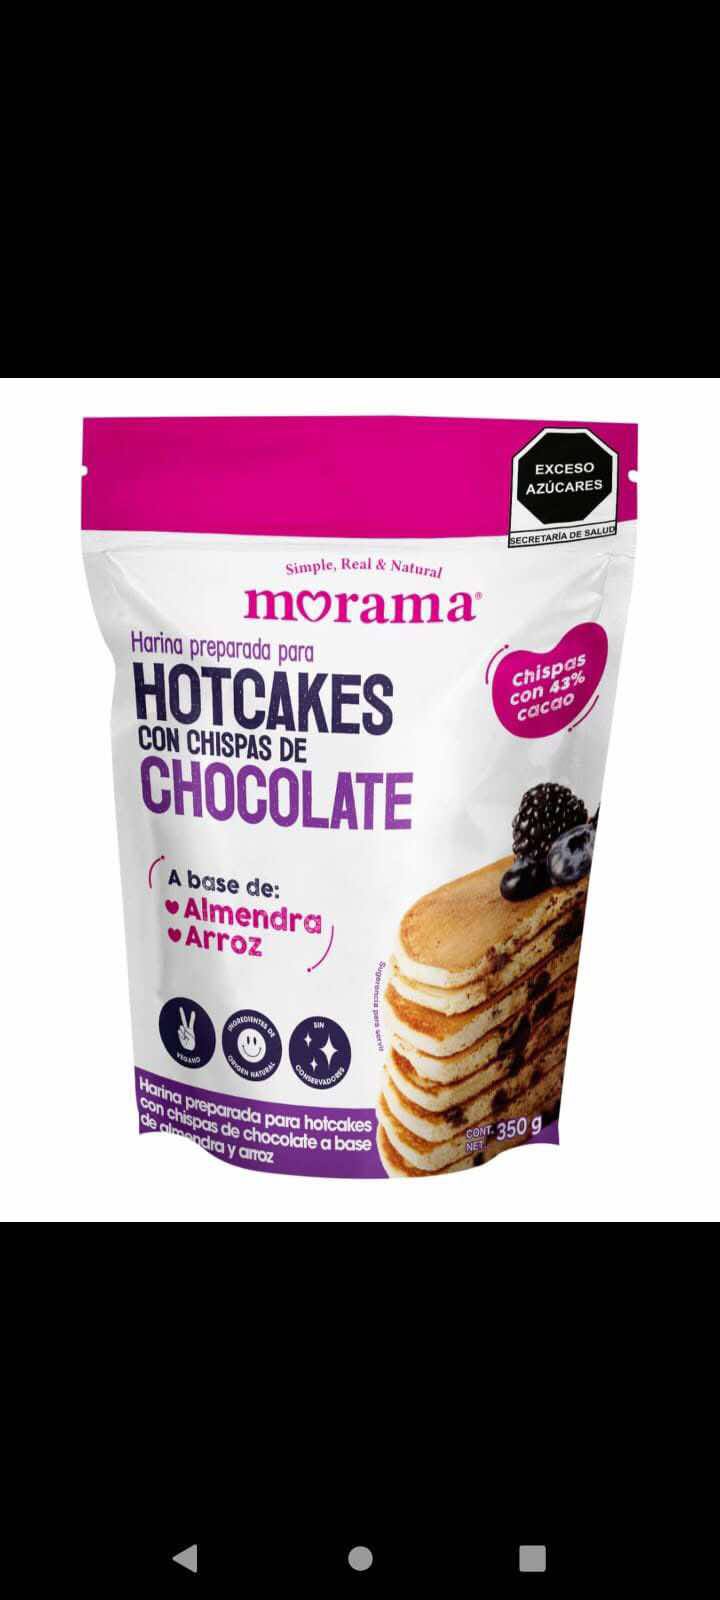 EXCESO
AZÚCARES
SECRETARÍA DE SALUD
Simple, Real & Natural
morama®
Harina preparada para
HOTCAKES
CON CHISPAS DE
CHOCOLATE
Chispas
con 43%
cacao
A base de:
Almendra
Arroz
Sugerencia para servir
VEGANO
INGREDIENTES DE
ORIGEN NATURAL
SIN
CONSERVADORES
Harina preparada para hotcakes
con chispas de chocolate a base
de almendra y arroz
CONT.
NET. 350 g